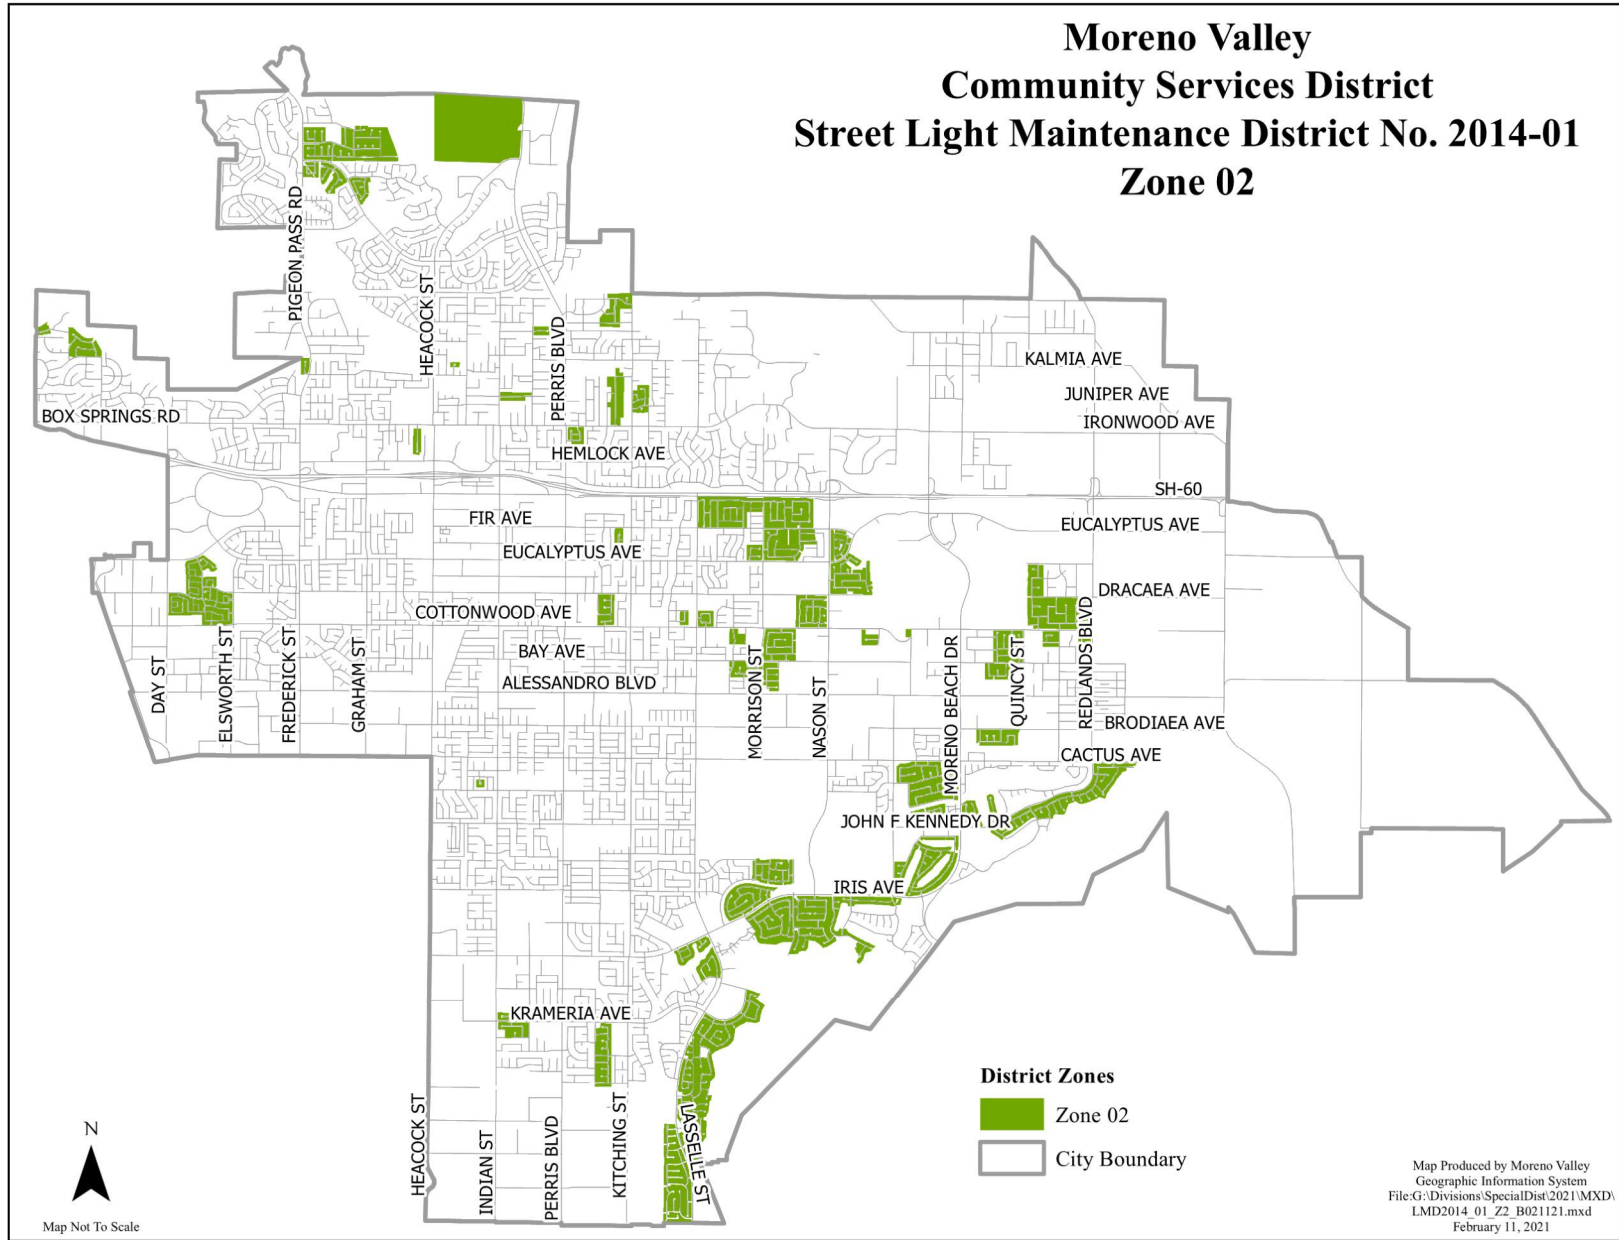 Moreno Valley
Community Services District
Street Light Maintenance District No. 2014-01
Zone 02
PIGEON PASS RD
HEACOCK ST
PERRIS BLVD
KALMIA AVE
JUNIPER AVE
BOX SPRINGS RD
IRONWOOD AVE
HEMLOCK AVE
SH-60
FIR AVE
EUCALYPTUS AVE
EUCALYPTUS AVE
DRACAEA AVE
COTTONWOOD AVE
BAY AVE
ALESSANDRO BLVD
DAY ST
ELSWORTH ST
FREDERICK ST
GRAHAM ST
MORRISON ST
NASON ST
MORENO BEACH DR
QUINCY ST
REDLANDS BLVD
BRODIAEA AVE
CACTUS AVE
JOHN F KENNEDY DR
IRIS AVE
KRAMERIA AVE
HEACOCK ST
INDIAN ST
PERRIS BLVD
KITCHING ST
LASSELLE ST
District Zones
Zone 02
City Boundary
N
Map Not To Scale
Map Produced by Moreno Valley
Geographic Information System
File:G:\Divisions\SpecialDist\2021\MXD\
LMD2014_01_Z2_B021121.mxd
February 11, 2021